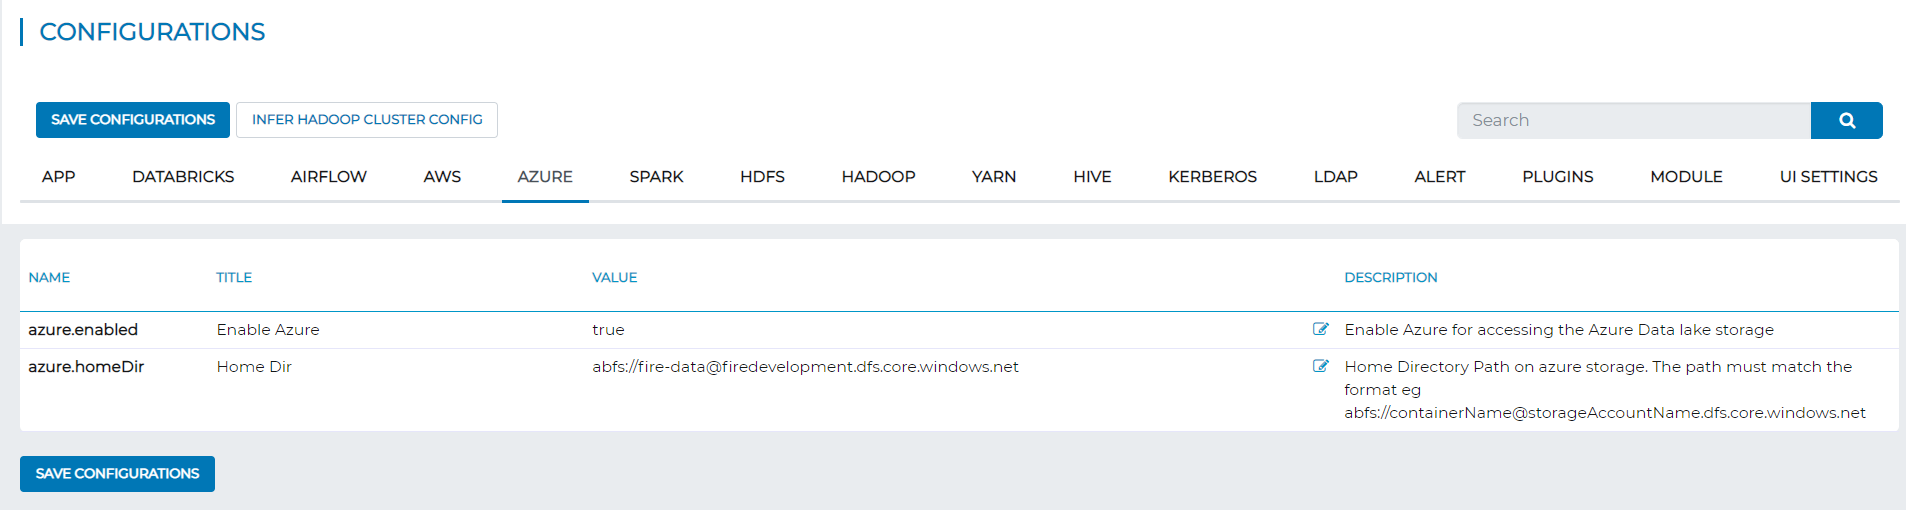 CONFIGURATIONS
SAVE CONFIGURATIONS INFER HADOOP CLUSTER CONFIG Search
APP DATABRICKS AIRFLOW AWS AZURE SPARK HDFS HADOOP YARN HIVE KERBEROS LDAP ALERT PLUGINS MODULE UI SETTINGS
NAME TITLE VALUE DESCRIPTION
azure.enabled Enable Azure true Enable Azure for accessing the Azure Data lake storage
azure.homeDir Home Dir abfs://fire-data@firedevelopment.dfs.core.windows.net Home Directory Path on azure storage. The path must match the
format eg
abfs://containerName@storageAccountName.dfs.core.windows.net
SAVE CONFIGURATIONS